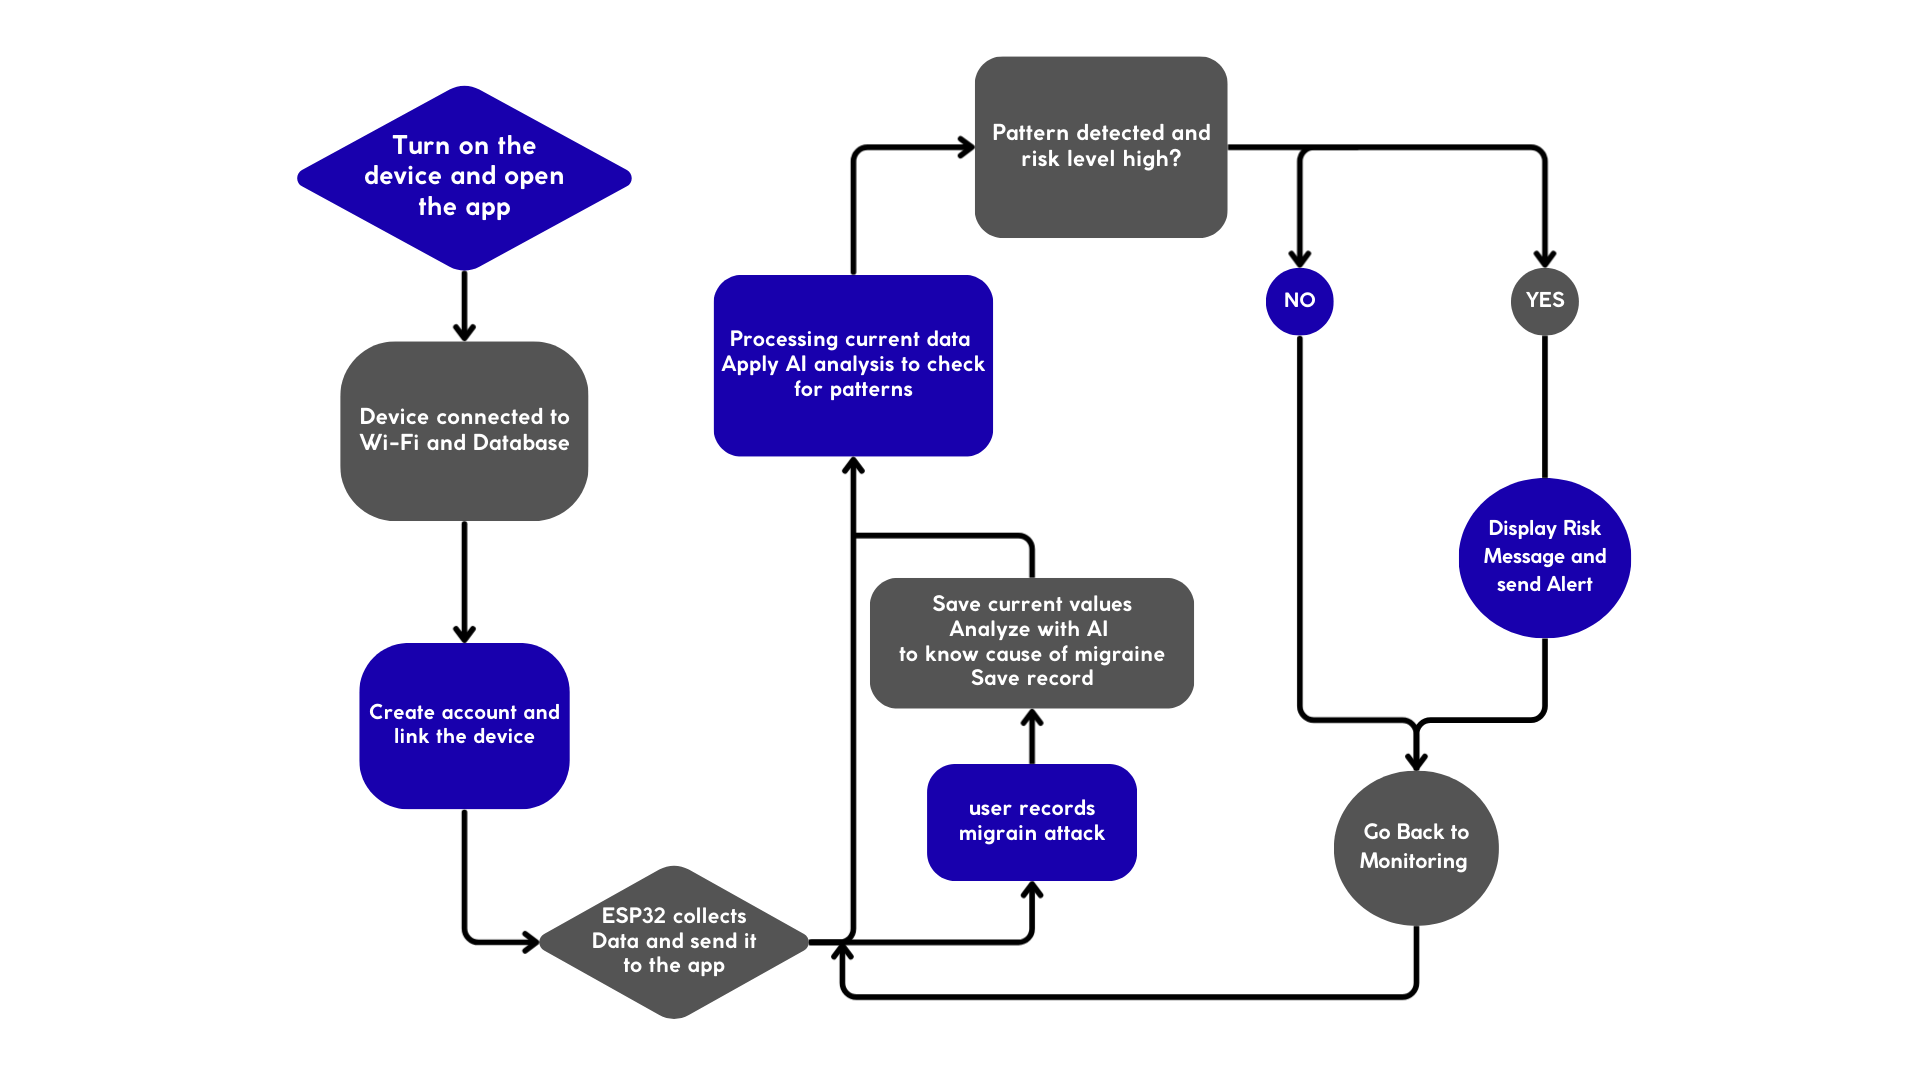 Turn on the
device and open
the app
Device connected to
Wi-Fi and Database
Create account and
link the device
ESP32 collects
Data and send it
to the app
Processing current data
Apply AI analysis to check
for patterns
Save current values
Analyze with AI
to know cause of migraine
Save record
user records
migrain attack
Pattern detected and
risk level high?
NO
YES
Display Risk
Message and
send Alert
Go Back to
Monitoring